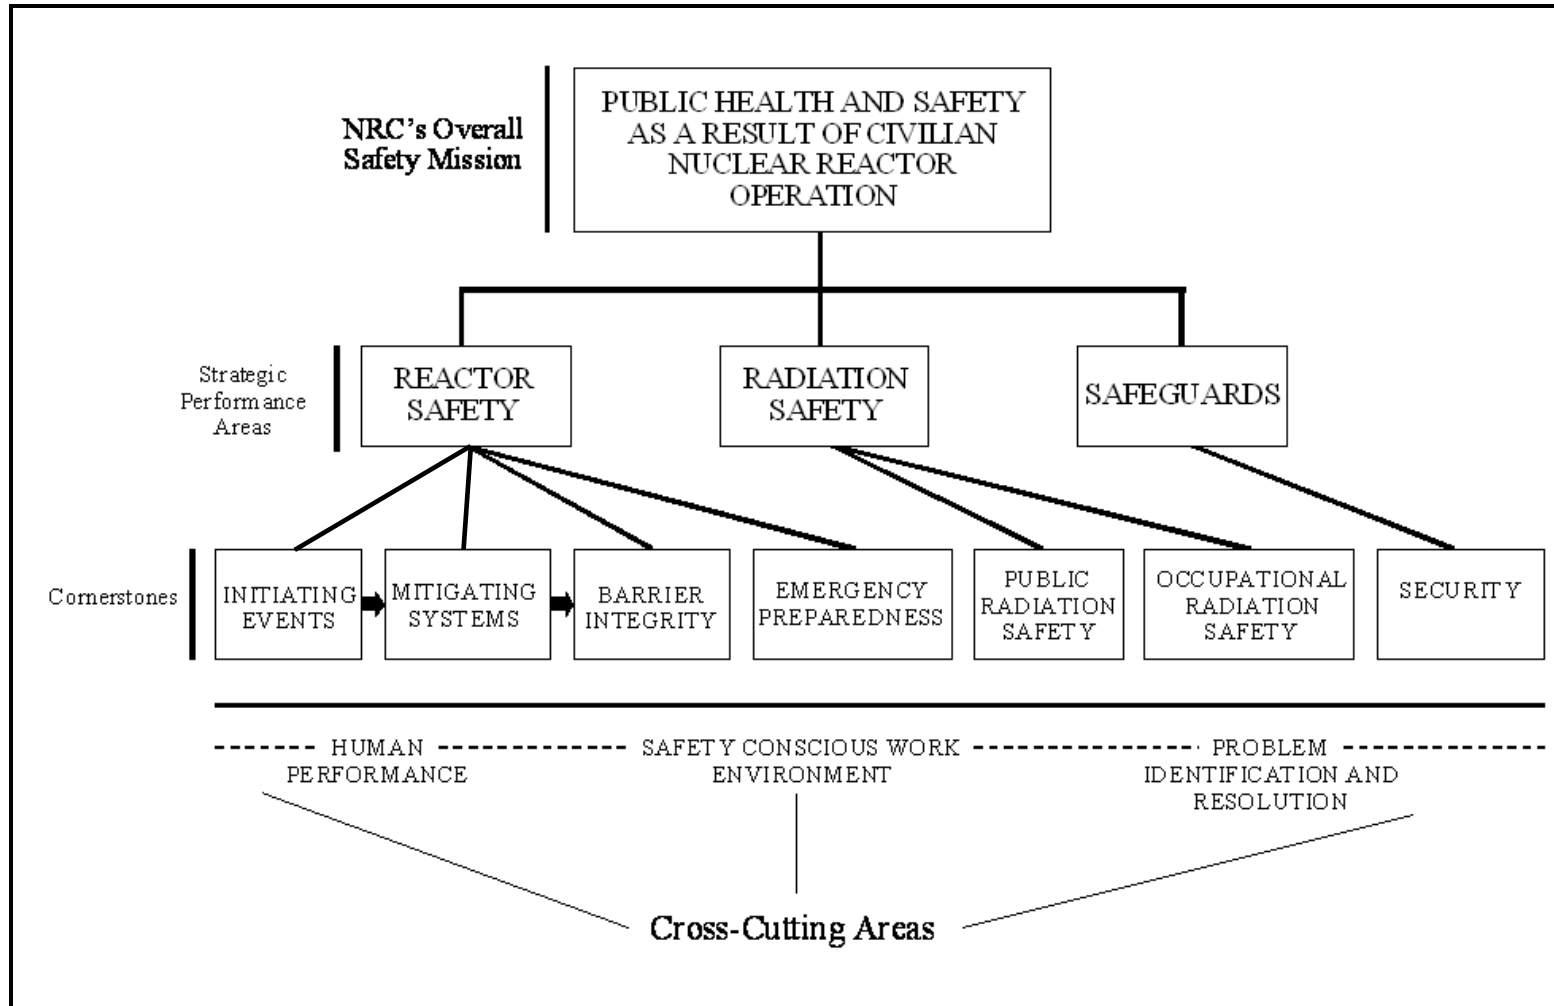 NRC's Overall
Safety Mission
PUBLIC HEALTH AND SAFETY
AS A RESULT OF CIVILIAN
NUCLEAR REACTOR
OPERATION
Strategic
Performance
Areas
REACTOR
SAFETY
RADIATION
SAFETY
SAFEGUARDS
Cornerstones
INITIATING
EVENTS
MITIGATING
SYSTEMS
BARRIER
INTEGRITY
EMERGENCY
PREPAREDNESS
PUBLIC
RADIATION
SAFETY
OCCUPATIONAL
RADIATION
SAFETY
SECURITY
HUMAN
PERFORMANCE
SAFETY CONSCIOUS WORK
ENVIRONMENT
PROBLEM
IDENTIFICATION AND
RESOLUTION
Cross-Cutting Areas